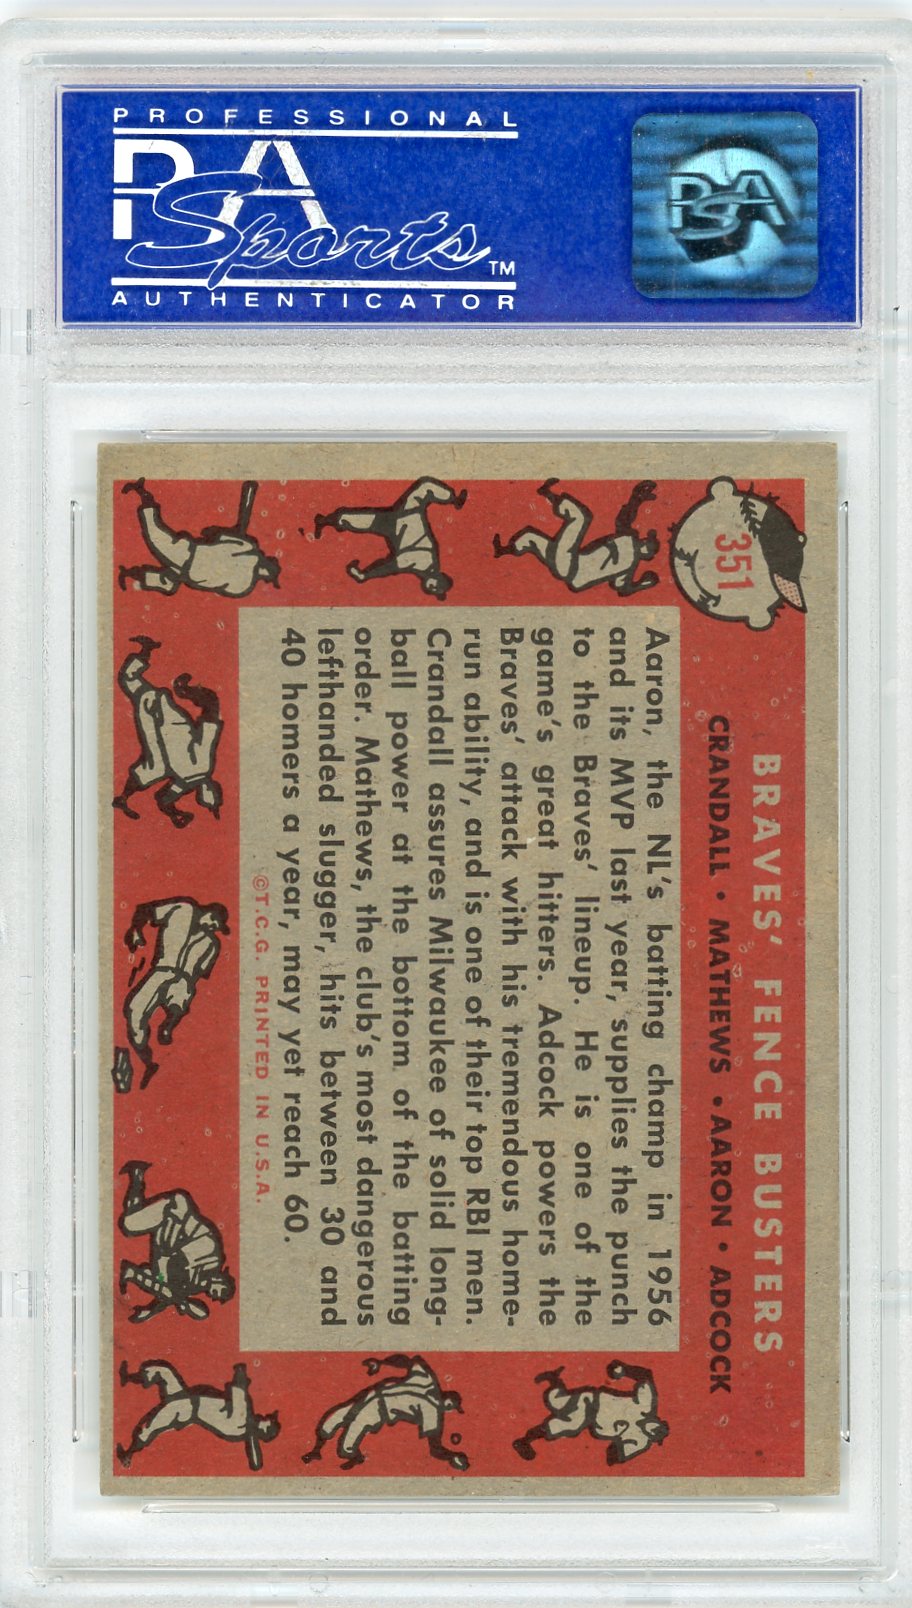 PROFESSIONAL
PSA
Sports™
AUTHENTICATOR
PSA
351
BRAVES' FENCE BUSTERS
CRANDALL • MATHEWS • AARON • ADCOCK
Aaron, the NL's batting champ in 1956
and its MVP last year, supplies the punch
to the Braves' lineup. He is one of the
game's great hitters. Adcock powers the
Braves' attack with his tremendous home-
run ability, and is one of their top RBI men.
Crandall assures Milwaukee of solid long-
ball power at the bottom of the batting
order. Mathews, the club's most dangerous
lefthanded slugger, hits between 30 and
40 homers a year, may yet reach 60.
©T.C.G. PRINTED IN U.S.A.